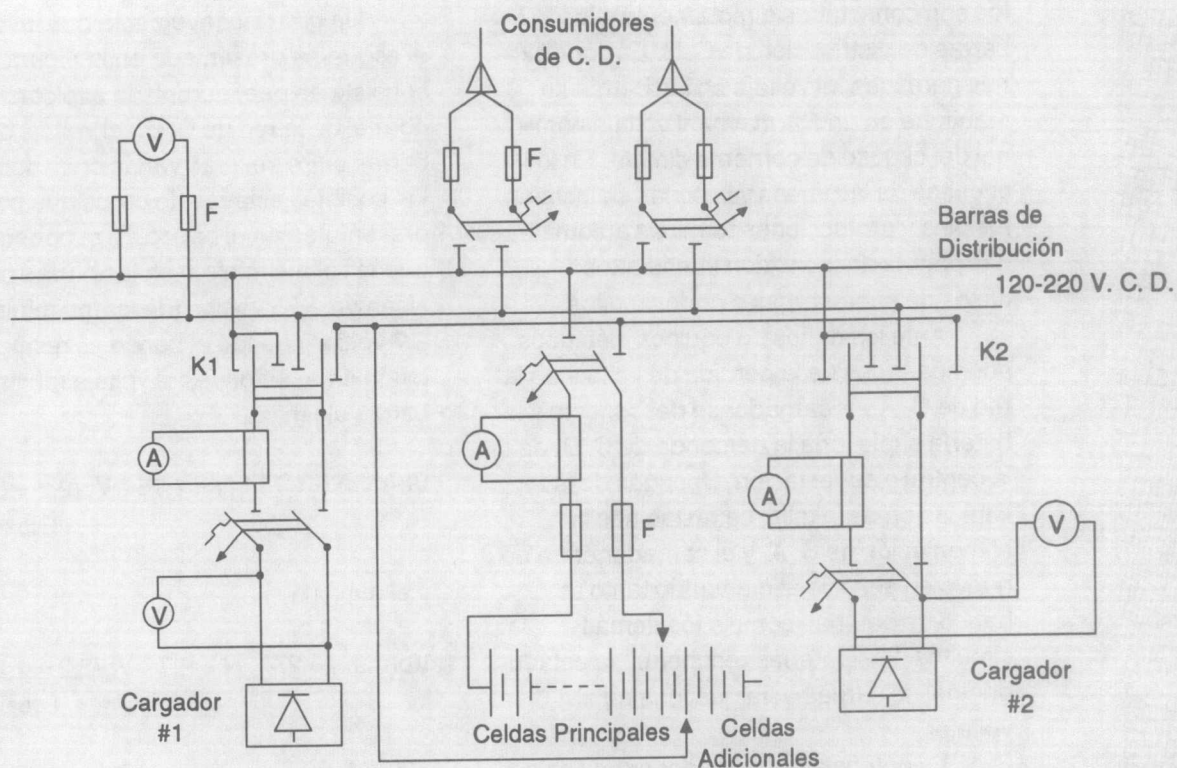 Consumidores
de C. D.
V
F
F
Barras de
Distribución
120-220 V. C. D.
K1
K2
A
A
A
V
F
V
Cargador
#1
Celdas Principales
Celdas
Adicionales
Cargador
#2